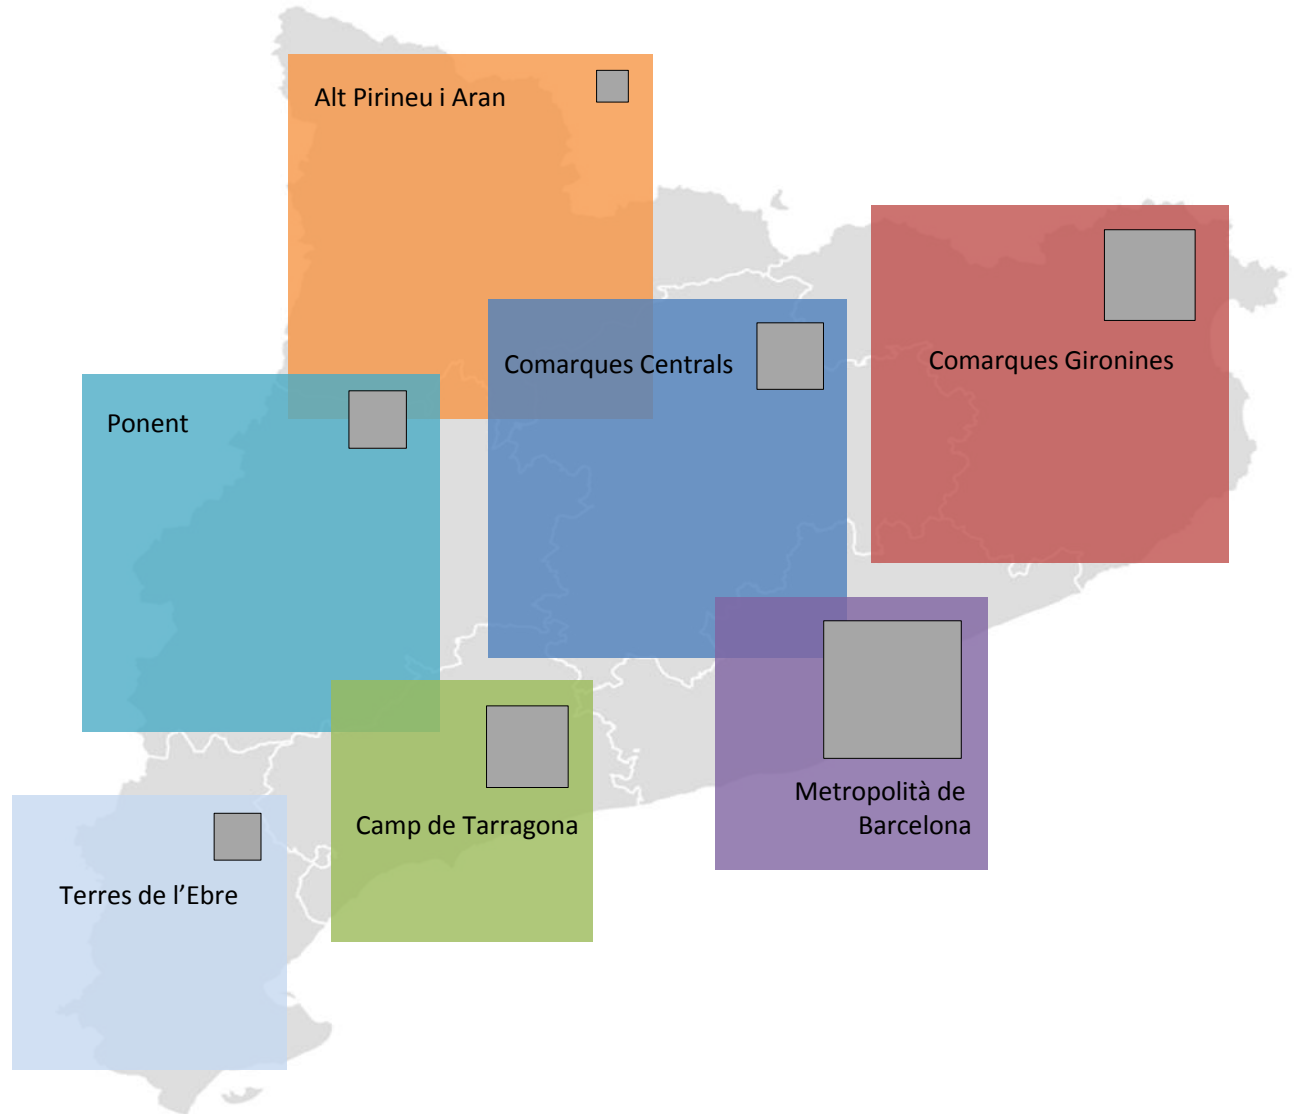 Alt Pirineu i Aran
Comarques Gironines
Comarques Centrals
Ponent
Metropolità de
Barcelona
Camp de Tarragona
Terres de l’Ebre